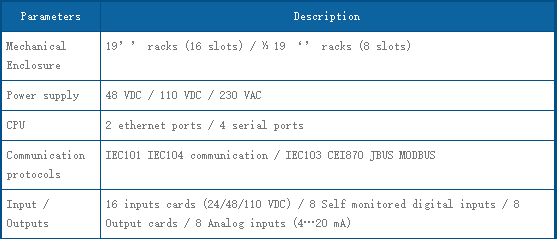 Parameters Description
Mechanical Enclosure 19’’ racks (16 slots) / ½ 19 ‘’ racks (8 slots)
Power supply 48 VDC / 110 VDC / 230 VAC
CPU 2 ethernet ports / 4 serial ports
Communication protocols IEC101 IEC104 communication / IEC103 CEI870 JBUS MODBUS
Input / Outputs 16 inputs cards (24/48/110 VDC) / 8 Self monitored digital inputs / 8
Output cards / 8 Analog inputs (4…20 mA)